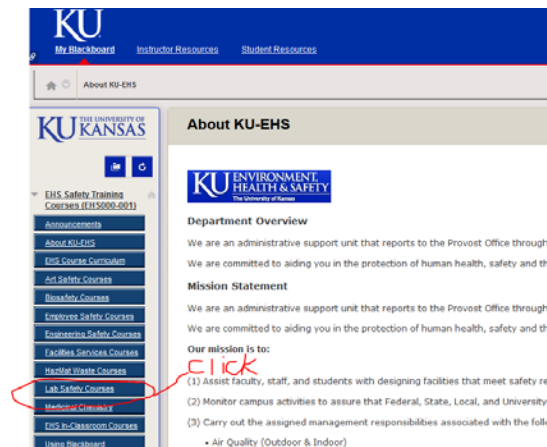 KU
My Blackboard Instructor Resources Student Resources
About KU-EHS
KU THE UNIVERSITY OF KANSAS
About KU-EHS
KU ENVIRONMENT, HEALTH & SAFETY
The University of Kansas
EHS Safety Training
Courses (EHS000-001)
Announcements
About KU-EHS
EHS Course Curriculum
Art Safety Courses
Biosafety Courses
Employee Safety Courses
Engineering Safety Courses
Facilities Services Courses
HazMat Waste Courses
Lab Safety Courses
Medicinal Chemistry
EHS In-Classroom Courses
Using Blackboard
Department Overview
We are an administrative support unit that reports to the Provost Office through
We are committed to aiding you in the protection of human health, safety and th
Mission Statement
We are an administrative support unit that reports to the Provost Office through
We are committed to aiding you in the protection of human health, safety and th
Our mission is to:
click
(1) Assist faculty, staff, and students with designing facilities that meet safety re
(2) Monitor campus activities to assure that Federal, State, Local, and University
(3) Carry out the assigned management responsibilities associated with the foll
• Air Quality (Outdoor & Indoor)